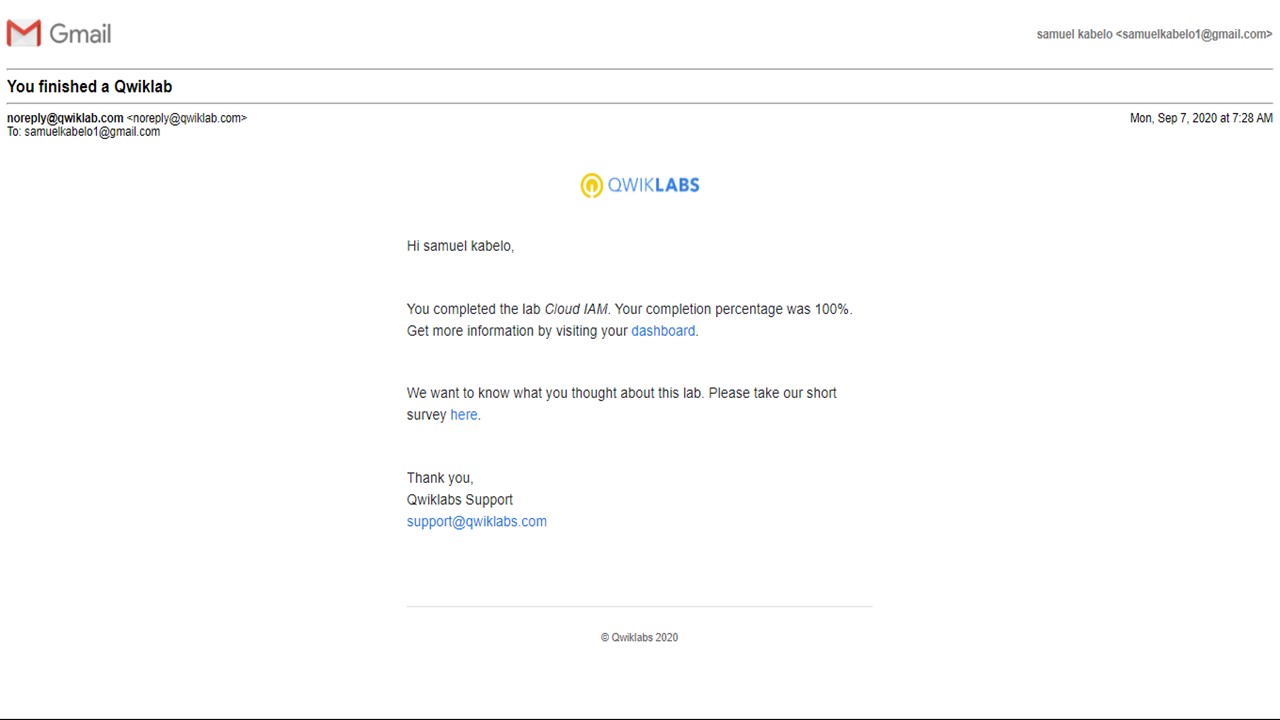 Gmail
samuel kabelo <samuelkabelo1@gmail.com>
You finished a Qwiklab
noreply@qwiklab.com <noreply@qwiklab.com>
Mon, Sep 7, 2020 at 7:28 AM
To: samuelkabelo1@gmail.com
QWIKLABS
Hi samuel kabelo,
You completed the lab Cloud IAM. Your completion percentage was 100%.
Get more information by visiting your dashboard.
We want to know what you thought about this lab. Please take our short
survey here.
Thank you,
Qwiklabs Support
support@qwiklabs.com
© Qwiklabs 2020